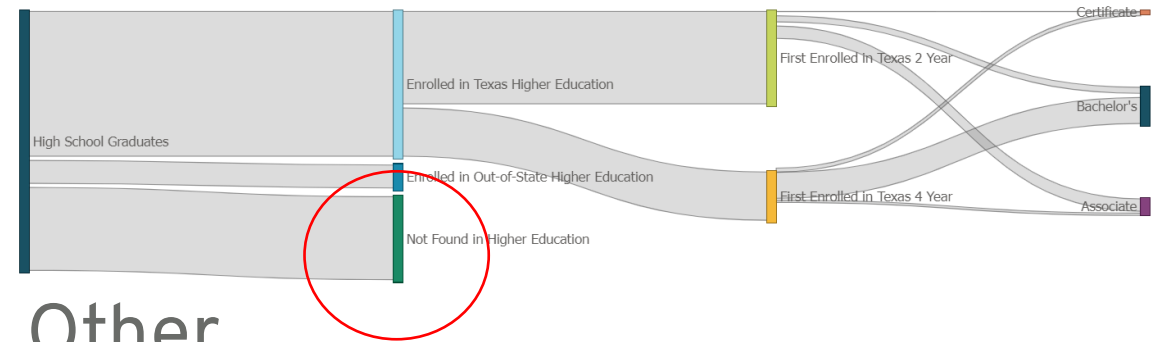 High School Graduates
Enrolled in Texas Higher Education
Enrolled in Out-of-State Higher Education
Not Found in Higher Education
First Enrolled in Texas 2 Year
First Enrolled in Texas 4 Year
Certificate
Bachelor's
Associate
Other